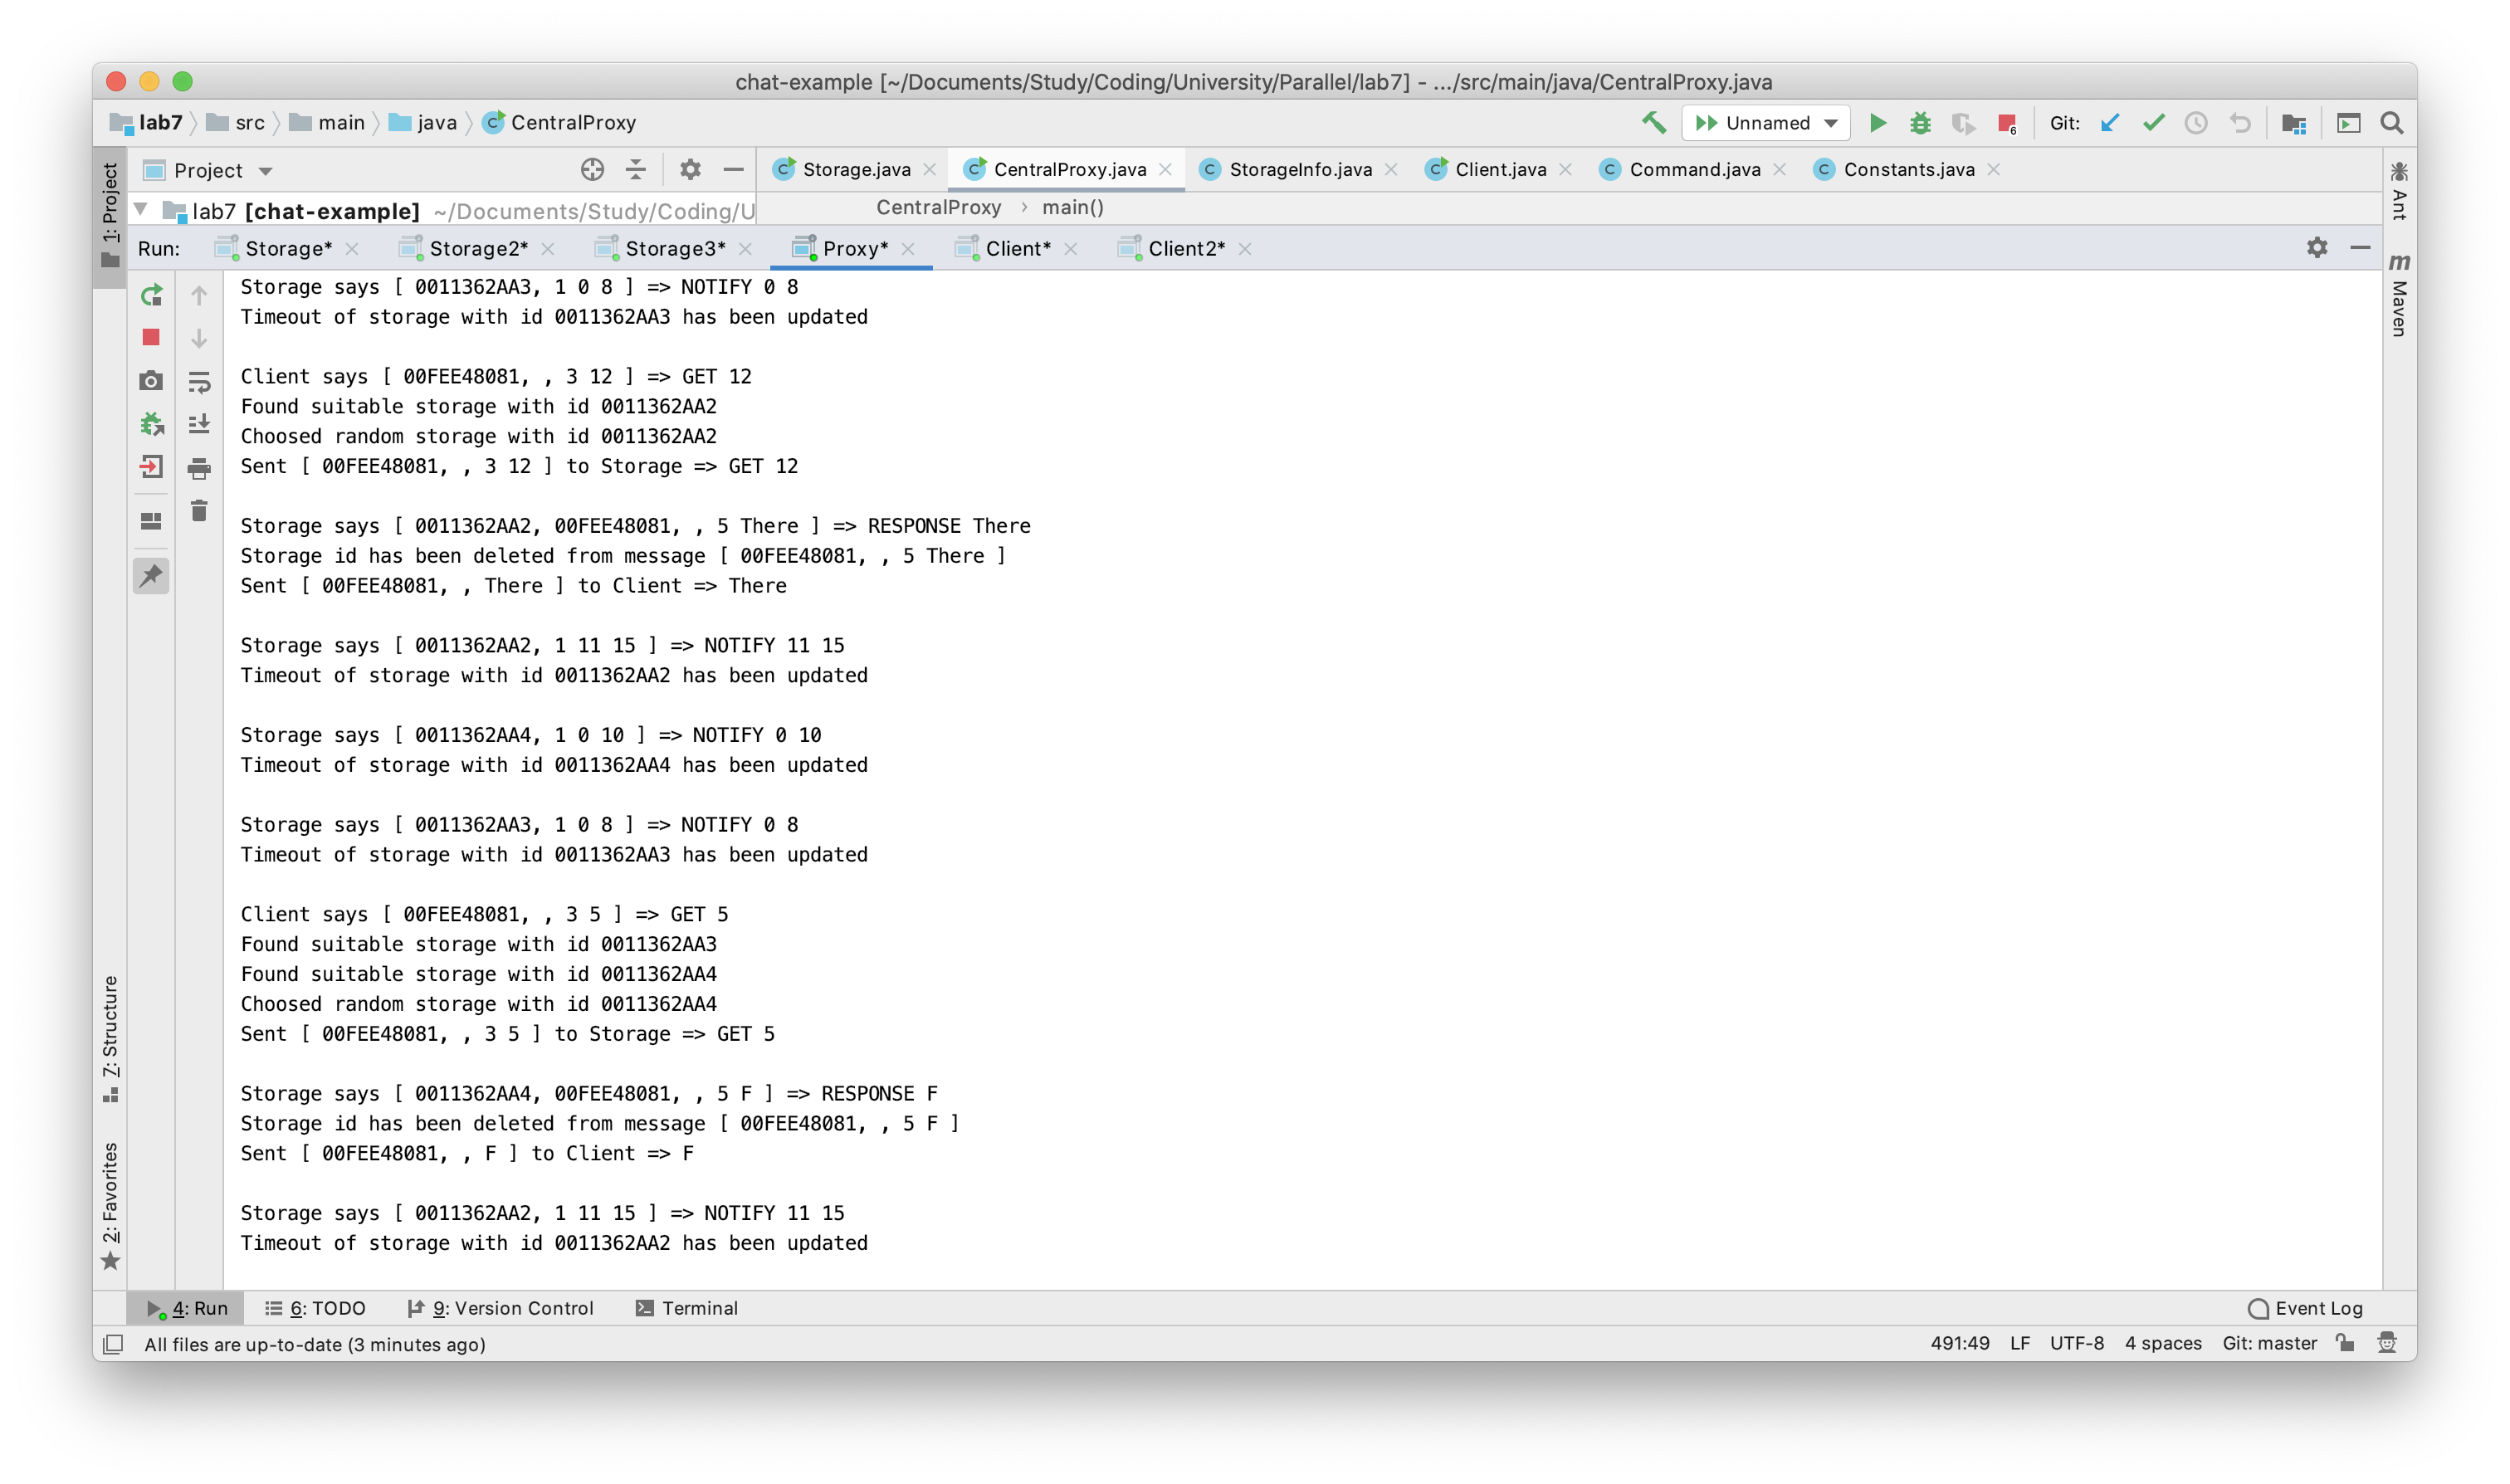 chat-example [~/Documents/Study/Coding/University/Parallel/lab7] - .../src/main/java/CentralProxy.java
lab7 src main java CentralProxy
Unnamed 6 Git:
1: Project
Project
Storage.java CentralProxy.java StorageInfo.java Client.java Command.java Constants.java
lab7 [chat-example] ~/Documents/Study/Coding/U
CentralProxy › main()
Ant
Maven
Run: Storage* Storage2* Storage3* Proxy* Client* Client2*
Storage says [ 0011362AA3, 1 0 8 ] => NOTIFY 0 8
Timeout of storage with id 0011362AA3 has been updated
Client says [ 00FEE48081, , 3 12 ] => GET 12
Found suitable storage with id 0011362AA2
Choosed random storage with id 0011362AA2
Sent [ 00FEE48081, , 3 12 ] to Storage => GET 12
Storage says [ 0011362AA2, 00FEE48081, , 5 There ] => RESPONSE There
Storage id has been deleted from message [ 00FEE48081, , 5 There ]
Sent [ 00FEE48081, , There ] to Client => There
Storage says [ 0011362AA2, 1 11 15 ] => NOTIFY 11 15
Timeout of storage with id 0011362AA2 has been updated
Storage says [ 0011362AA4, 1 0 10 ] => NOTIFY 0 10
Timeout of storage with id 0011362AA4 has been updated
Storage says [ 0011362AA3, 1 0 8 ] => NOTIFY 0 8
Timeout of storage with id 0011362AA3 has been updated
Client says [ 00FEE48081, , 3 5 ] => GET 5
Found suitable storage with id 0011362AA3
Found suitable storage with id 0011362AA4
Choosed random storage with id 0011362AA4
Sent [ 00FEE48081, , 3 5 ] to Storage => GET 5
Storage says [ 0011362AA4, 00FEE48081, , 5 F ] => RESPONSE F
Storage id has been deleted from message [ 00FEE48081, , 5 F ]
Sent [ 00FEE48081, , F ] to Client => F
Storage says [ 0011362AA2, 1 11 15 ] => NOTIFY 11 15
Timeout of storage with id 0011362AA2 has been updated
7: Structure
2: Favorites
4: Run 6: TODO 9: Version Control Terminal Event Log
All files are up-to-date (3 minutes ago) 491:49 LF UTF-8 4 spaces Git: master